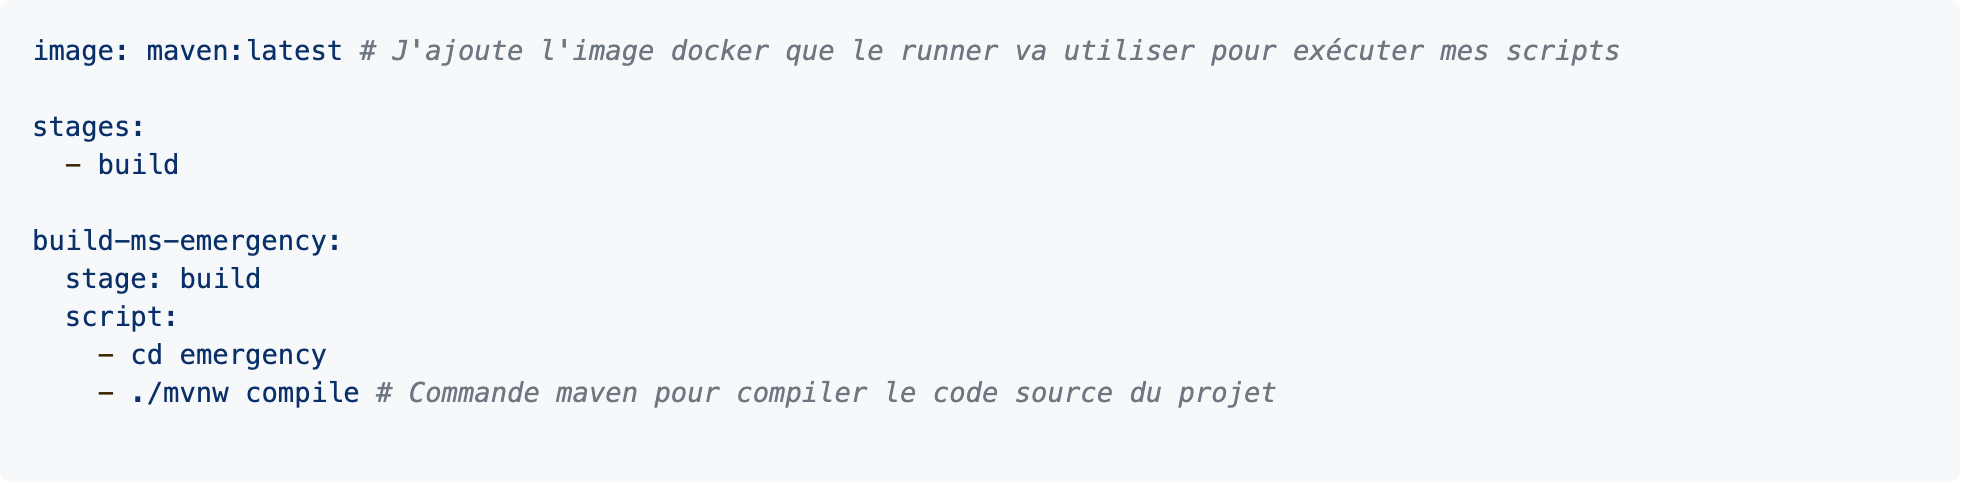 image: maven:latest # J'ajoute l'image docker que le runner va utiliser pour exécuter mes scripts
stages:
  - build
build-ms-emergency:
  stage: build
  script:
    - cd emergency
    - ./mvnw compile # Commande maven pour compiler le code source du projet